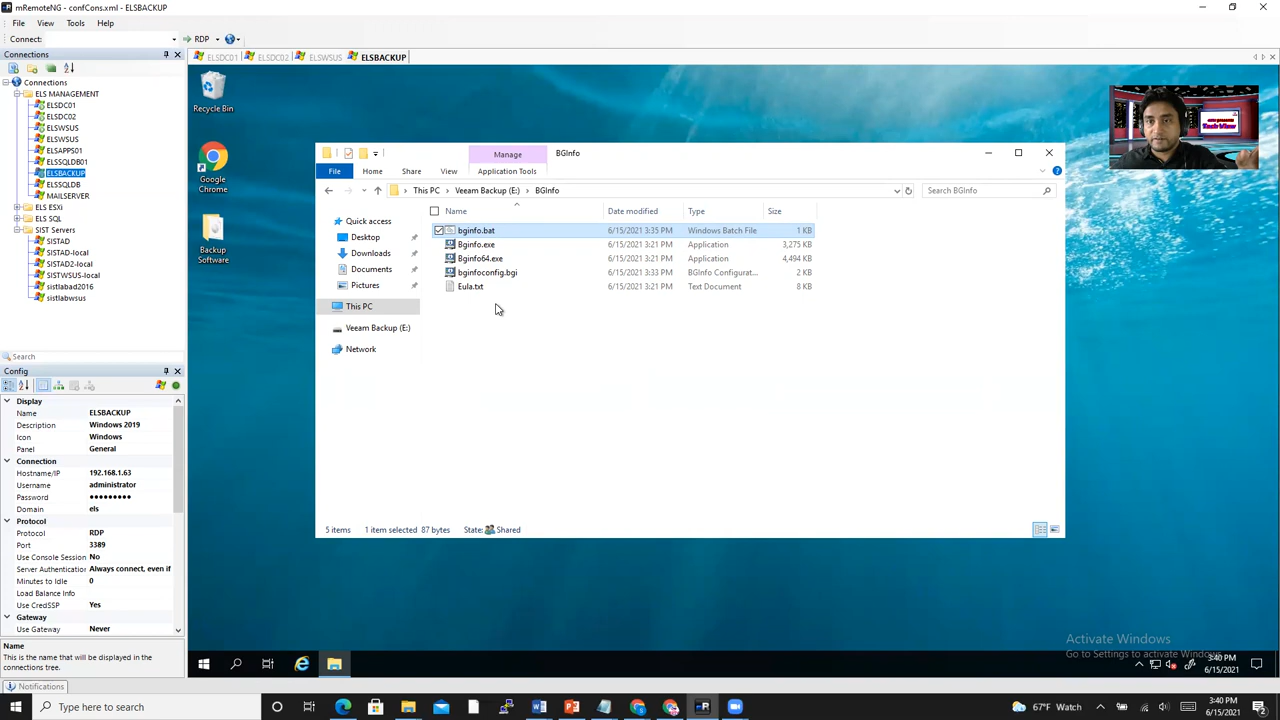 mRemoteNG - confCons.xml - ELSBACKUP
File View Tools Help
Connect: RDP
Connections
Connections
ELS MANAGEMENT
ELSDC01
ELSDC02
ELSWSUS
ELSWSUS
ELSAPPS01
ELSSQLDB01
ELSBACKUP
ELSSQLDB
MAILSERVER
ELS ESXi
ELS SQL
SIST Servers
SISTAD
SISTAD-local
SISTAD2-local
SISTWSUS-local
sistlabad2016
sistlabwsus
Search
Config
Display
Name ELSBACKUP
Description Windows 2019
Icon Windows
Panel General
Connection
Hostname/IP 192.168.1.63
Username administrator
Password ●●●●●●●●●
Domain els
Protocol
Protocol RDP
Port 3389
Use Console Session No
Server Authentication Always connect, even if
Minutes to Idle 0
Load Balance Info
Use CredSSP Yes
Gateway
Use Gateway Never
Name
This is the name that will be displayed in the
connections tree.
Notifications
ELSDC01 ELSDC02 ELSWSUS ELSBACKUP
Recycle Bin
Google
Chrome
Backup
Software
Manage BGInfo
File Home Share View Application Tools
This PC Veeam Backup (E:) BGInfo Search BGInfo
Quick access
Desktop
Downloads
Documents
Pictures
This PC
Veeam Backup (E:)
Network
Name Date modified Type Size
bginfo.bat 6/15/2021 3:35 PM Windows Batch File 1 KB
Bginfo.exe 6/15/2021 3:21 PM Application 3,275 KB
Bginfo64.exe 6/15/2021 3:21 PM Application 4,494 KB
bginfoconfig.bgi 6/15/2021 3:33 PM BGInfo Configurat... 2 KB
Eula.txt 6/15/2021 3:21 PM Text Document 8 KB
5 items 1 item selected 87 bytes State: Shared
Tech View
Activate Windows
Go to Settings to activate Windows.
3:40 PM
6/15/2021
Type here to search
67°F Watch
3:40 PM
6/15/2021